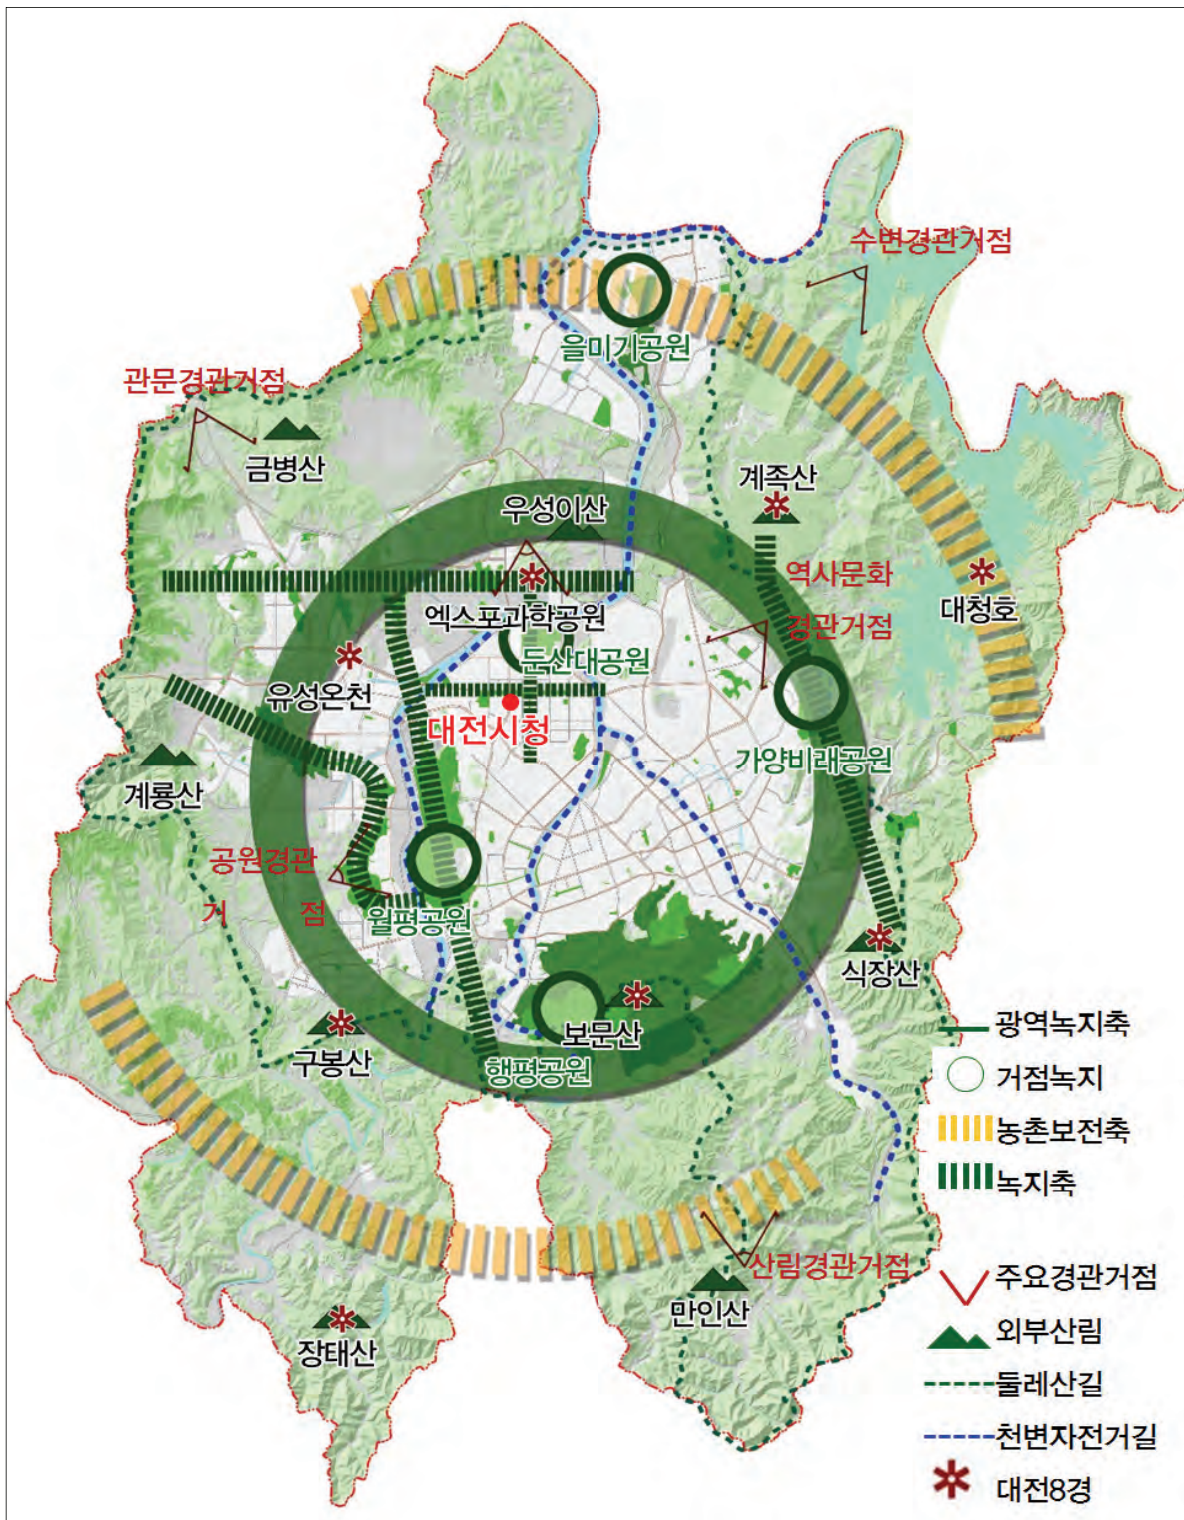 수변경관거점
을미기공원
관문경관거점
금병산
계족산
우성이산
역사문화
경관거점
대청호
엑스포과학공원
둔산대공원
유성온천
대전시청
가양비래공원
계룡산
공원경관
거 점
월평공원
식장산
보문산
구봉산
행평공원
산림경관거점
만인산
장태산
광역녹지축
거점녹지
농촌보전축
녹지축
주요경관거점
외부산림
둘레산길
천변자전거길
대전8경